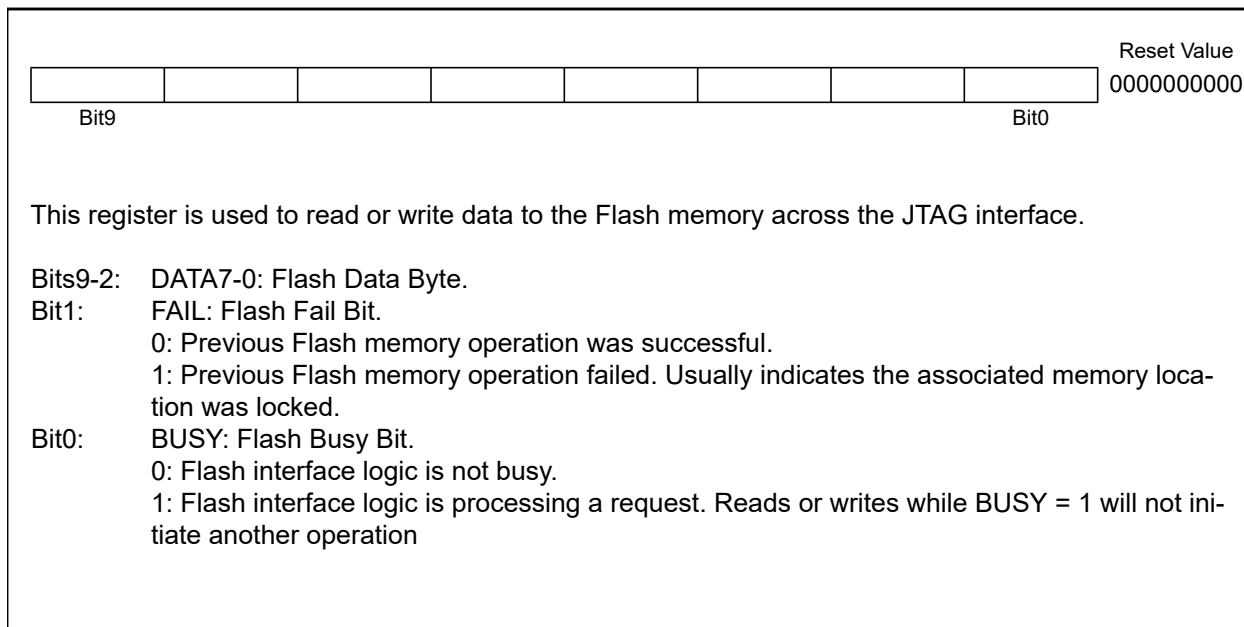 Reset Value
0000000000
Bit9 Bit0
This register is used to read or write data to the Flash memory across the JTAG interface.
Bits9-2: DATA7-0: Flash Data Byte.
Bit1: FAIL: Flash Fail Bit.
0: Previous Flash memory operation was successful.
1: Previous Flash memory operation failed. Usually indicates the associated memory loca-
tion was locked.
Bit0: BUSY: Flash Busy Bit.
0: Flash interface logic is not busy.
1: Flash interface logic is processing a request. Reads or writes while BUSY = 1 will not ini-
tiate another operation